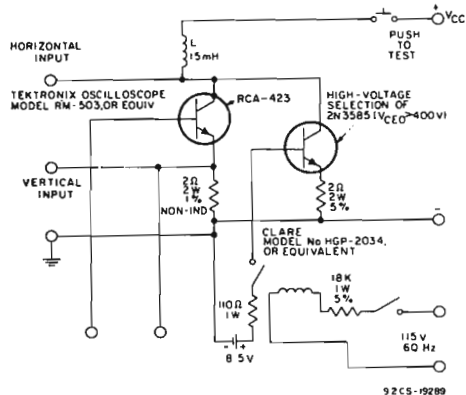 +
VCC
PUSH
TO
TEST
L
15mH
HORIZONTAL
INPUT
TEKTRONIX OSCILLOSCOPE
MODEL RM-503,OR EQUIV
RCA-423
HIGH-VOLTAGE
SELECTION OF
2N3585(VCEO>400V)
VERTICAL
INPUT
2Ω
2W
1%
NON-IND
2Ω
2W
5%
-
CLARE
MODEL No HGP-2034,
OR EQUIVALENT
110Ω
1W
18K
1W
5%
- +
8 5V
115V
60 Hz
92CS-19289